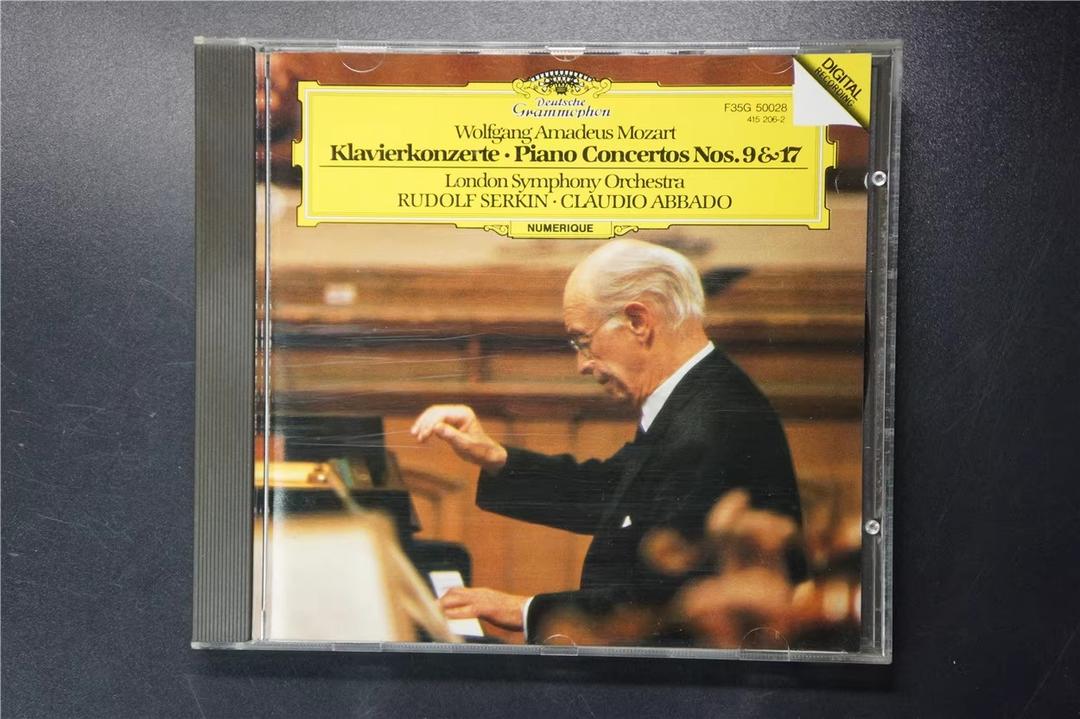 Deutsche
Grammophon
DIGITAL
RECORDING
F35G 50028
415 206-2
Wolfgang Amadeus Mozart
Klavierkonzerte · Piano Concertos Nos. 9 & 17
London Symphony Orchestra
RUDOLF SERKIN · CLAUDIO ABBADO
NUMERIQUE